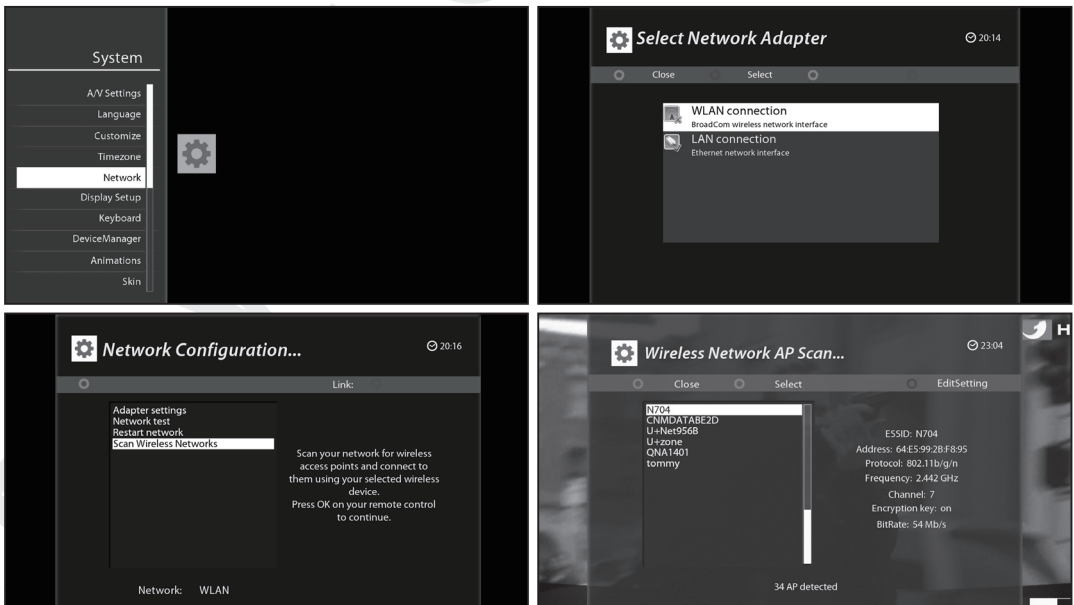 System
A/V Settings
Language
Customize
Timezone
Network
Display Setup
Keyboard
DeviceManager
Animations
Skin
Select Network Adapter
20:14
Close Select
WLAN connection
BroadCom wireless network interface
LAN connection
Ethernet network interface
Network Configuration...
20:16
Link:
Adapter settings
Network test
Restart network
Scan Wireless Networks
Scan your network for wireless
access points and connect to
them using your selected wireless
device.
Press OK on your remote control
to continue.
Network: WLAN
H
Wireless Network AP Scan...
23:04
Close Select EditSetting
N704
CNMDATABE2D
U+Net956B
U+zone
QNA1401
tommy
ESSID: N704
Address: 64:E5:99:2B:F8:95
Protocol: 802.11b/g/n
Frequency: 2.442 GHz
Channel: 7
Encryption key: on
BitRate: 54 Mb/s
34 AP detected